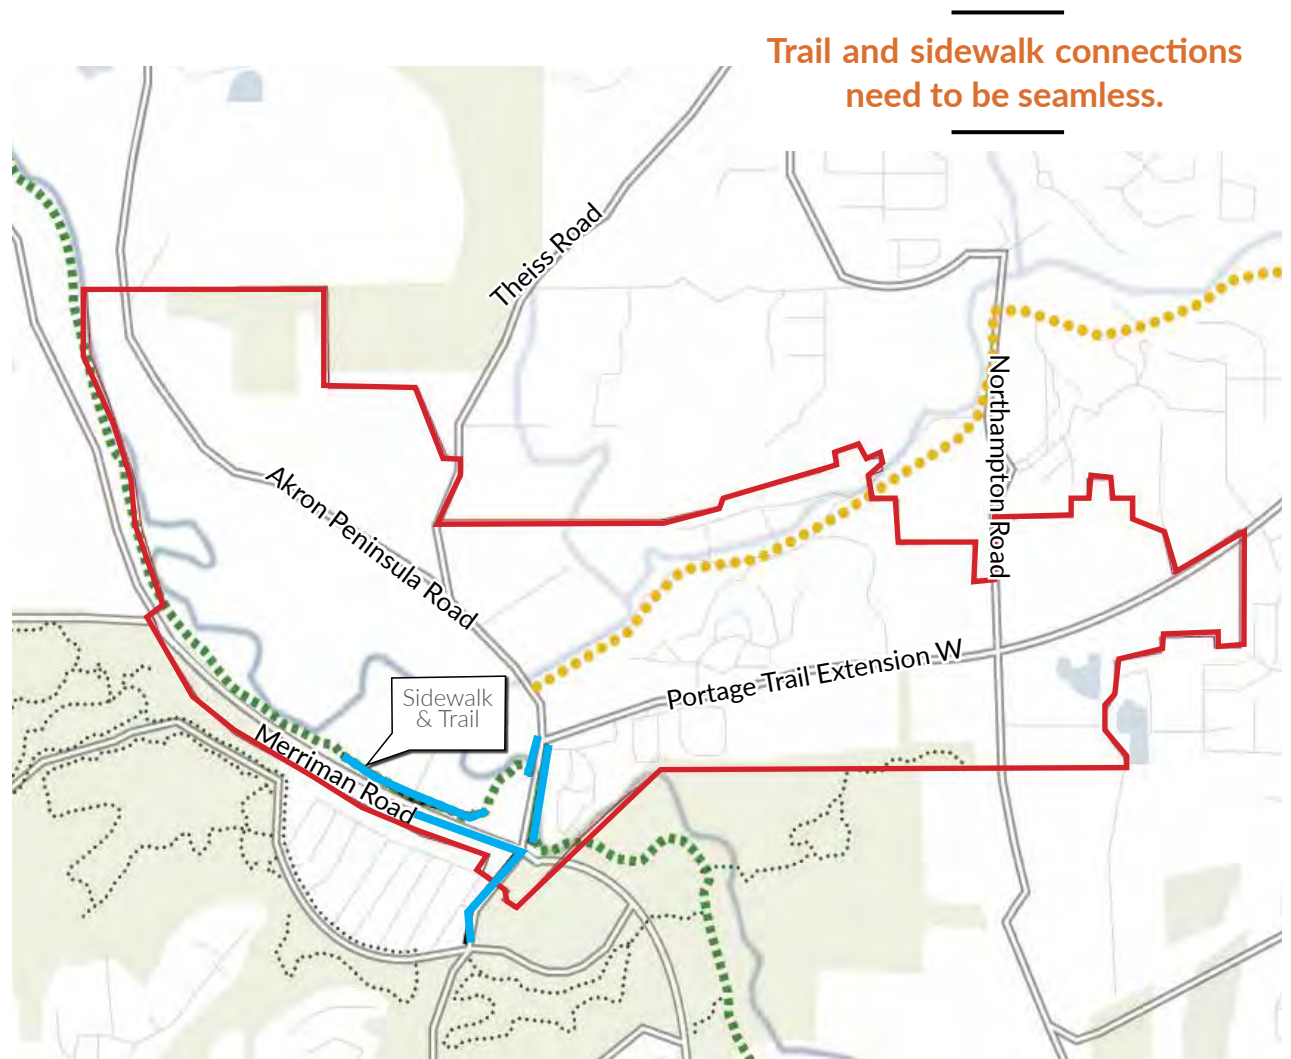 Trail and sidewalk connections
need to be seamless.
Theiss Road
Northampton Road
Akron Peninsula Road
Portage Trail Extension W
Sidewalk
& Trail
Merriman Road